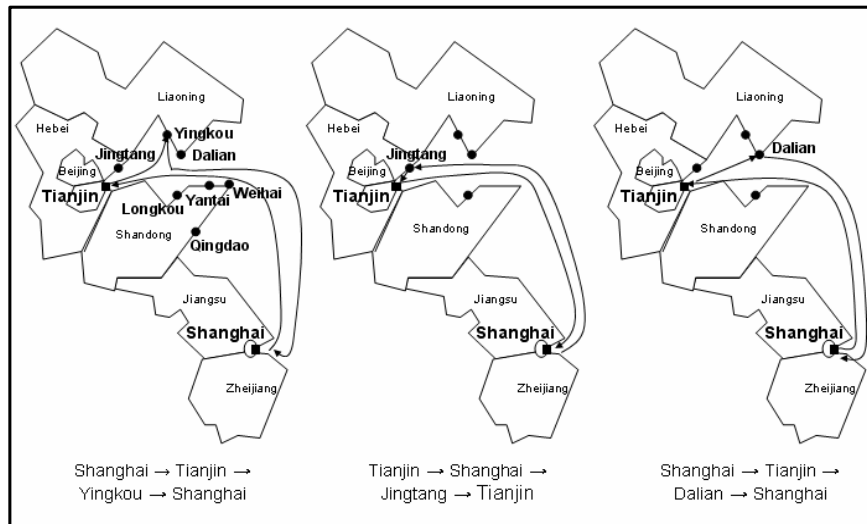 Liaoning
Hebei
Yingkou
Jingtang
Dalian
Beijing
Tianjin
Weihai
Longkou
Yantai
Shandong
Qingdao
Jiangsu
Shanghai
Zheijiang
Shanghai → Tianjin →
Yingkou → Shanghai
Liaoning
Hebei
Jingtang
Beijing
Tianjin
Shandong
Jiangsu
Shanghai
Zheijiang
Tianjin → Shanghai →
Jingtang → Tianjin
Liaoning
Hebei
Dalian
Beijing
Tianjin
Shandong
Jiangsu
Shanghai
Zheijiang
Shanghai → Tianjin →
Dalian → Shanghai